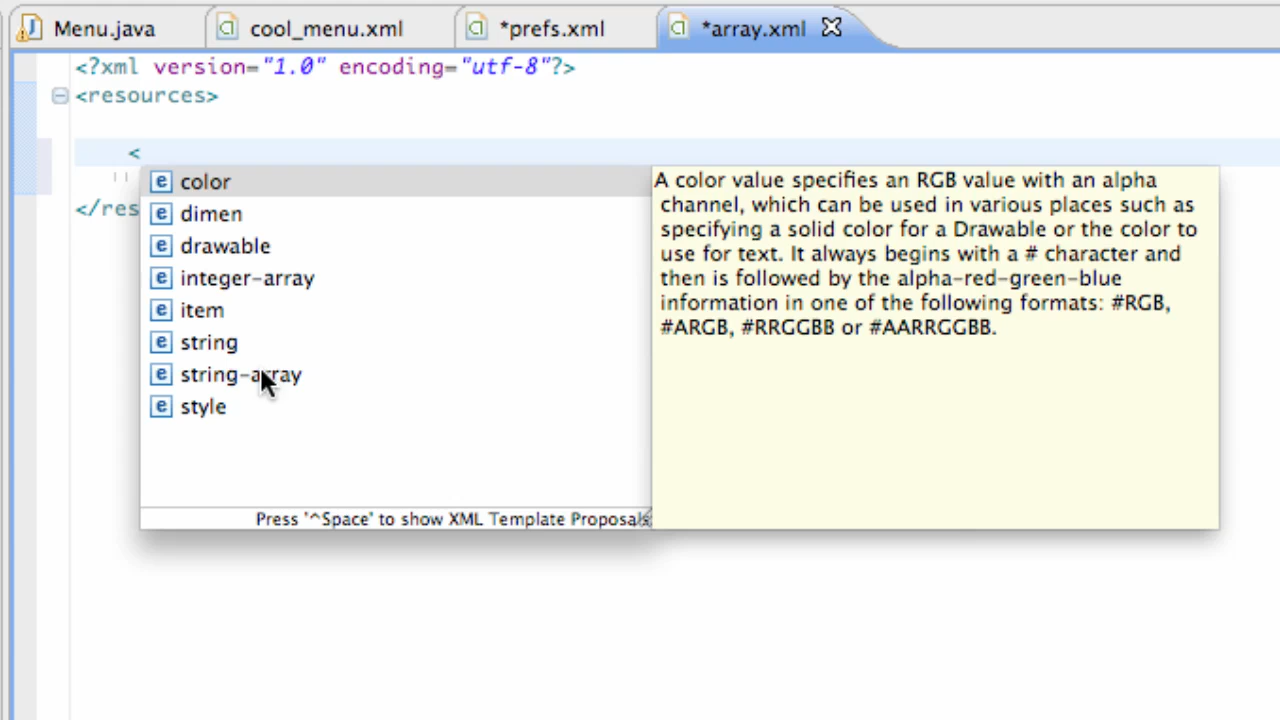 Menu.java
cool_menu.xml
*prefs.xml
*array.xml
<?xml version="1.0" encoding="utf-8"?>
<resources>
<
</res
color
dimen
drawable
integer-array
item
string
string-array
style
Press '^Space' to show XML Template Proposals
A color value specifies an RGB value with an alpha
channel, which can be used in various places such as
specifying a solid color for a Drawable or the color to
use for text. It always begins with a # character and
then is followed by the alpha-red-green-blue
information in one of the following formats: #RGB,
#ARGB, #RRGGBB or #AARRGGBB.